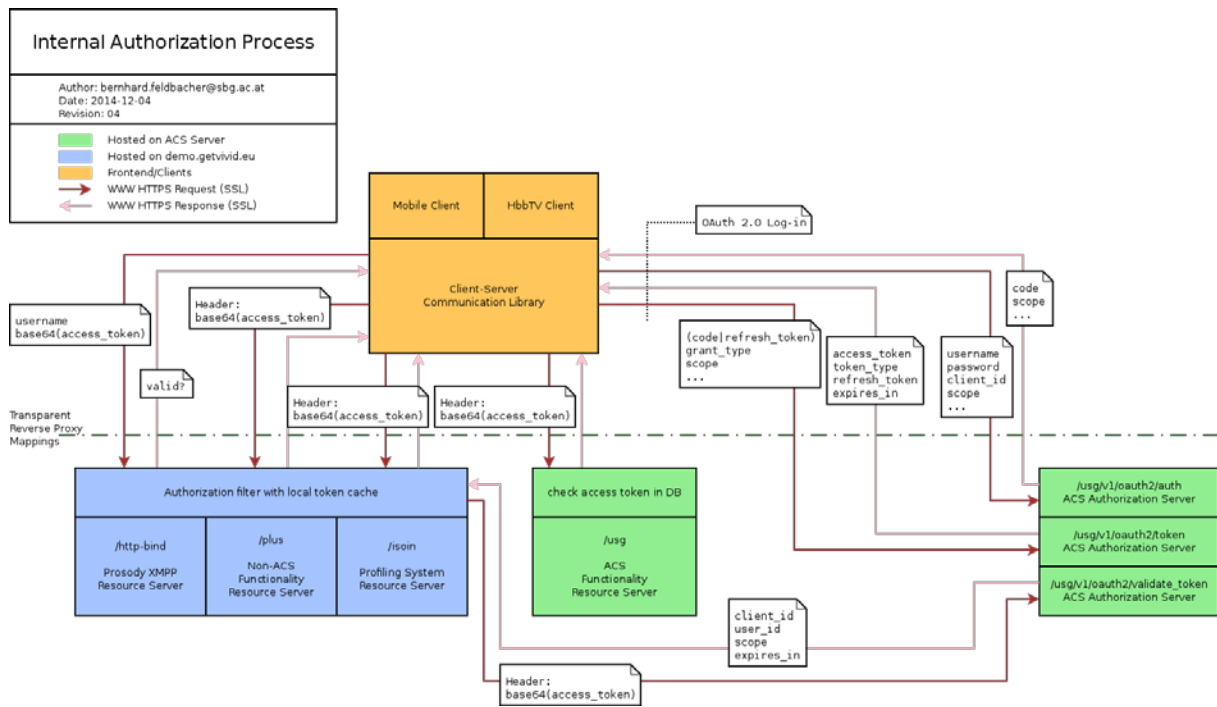 Internal Authorization Process
Author: bernhard.feldbacher@sbg.ac.at
Date: 2014-12-04
Revision: 04
Hosted on ACS Server
Hosted on demo.getvivid.eu
Frontend/Clients
WWW HTTPS Request (SSL)
WWW HTTPS Response (SSL)
Mobile Client
HbbTV Client
OAuth 2.0 Log-in
Client-Server
Communication Library
username
base64(access_token)
Header:
base64(access_token)
valid?
Header:
base64(access_token)
Header:
base64(access_token)
(code|refresh_token)
grant_type
scope
...
access_token
token_type
refresh_token
expires_in
username
password
client_id
scope
...
code
scope
...
Transparent
Reverse Proxy
Mappings
Authorization filter with local token cache
/http-bind
Prosody XMPP
Resource Server
/plus
Non-ACS
Functionality
Resource Server
/isoin
Profiling System
Resource Server
check access token in DB
/usg
ACS
Functionality
Resource Server
/usg/v1/oauth2/auth
ACS Authorization Server
/usg/v1/oauth2/token
ACS Authorization Server
/usg/v1/oauth2/validate_token
ACS Authorization Server
client_id
user_id
scope
expires_in
Header:
base64(access_token)